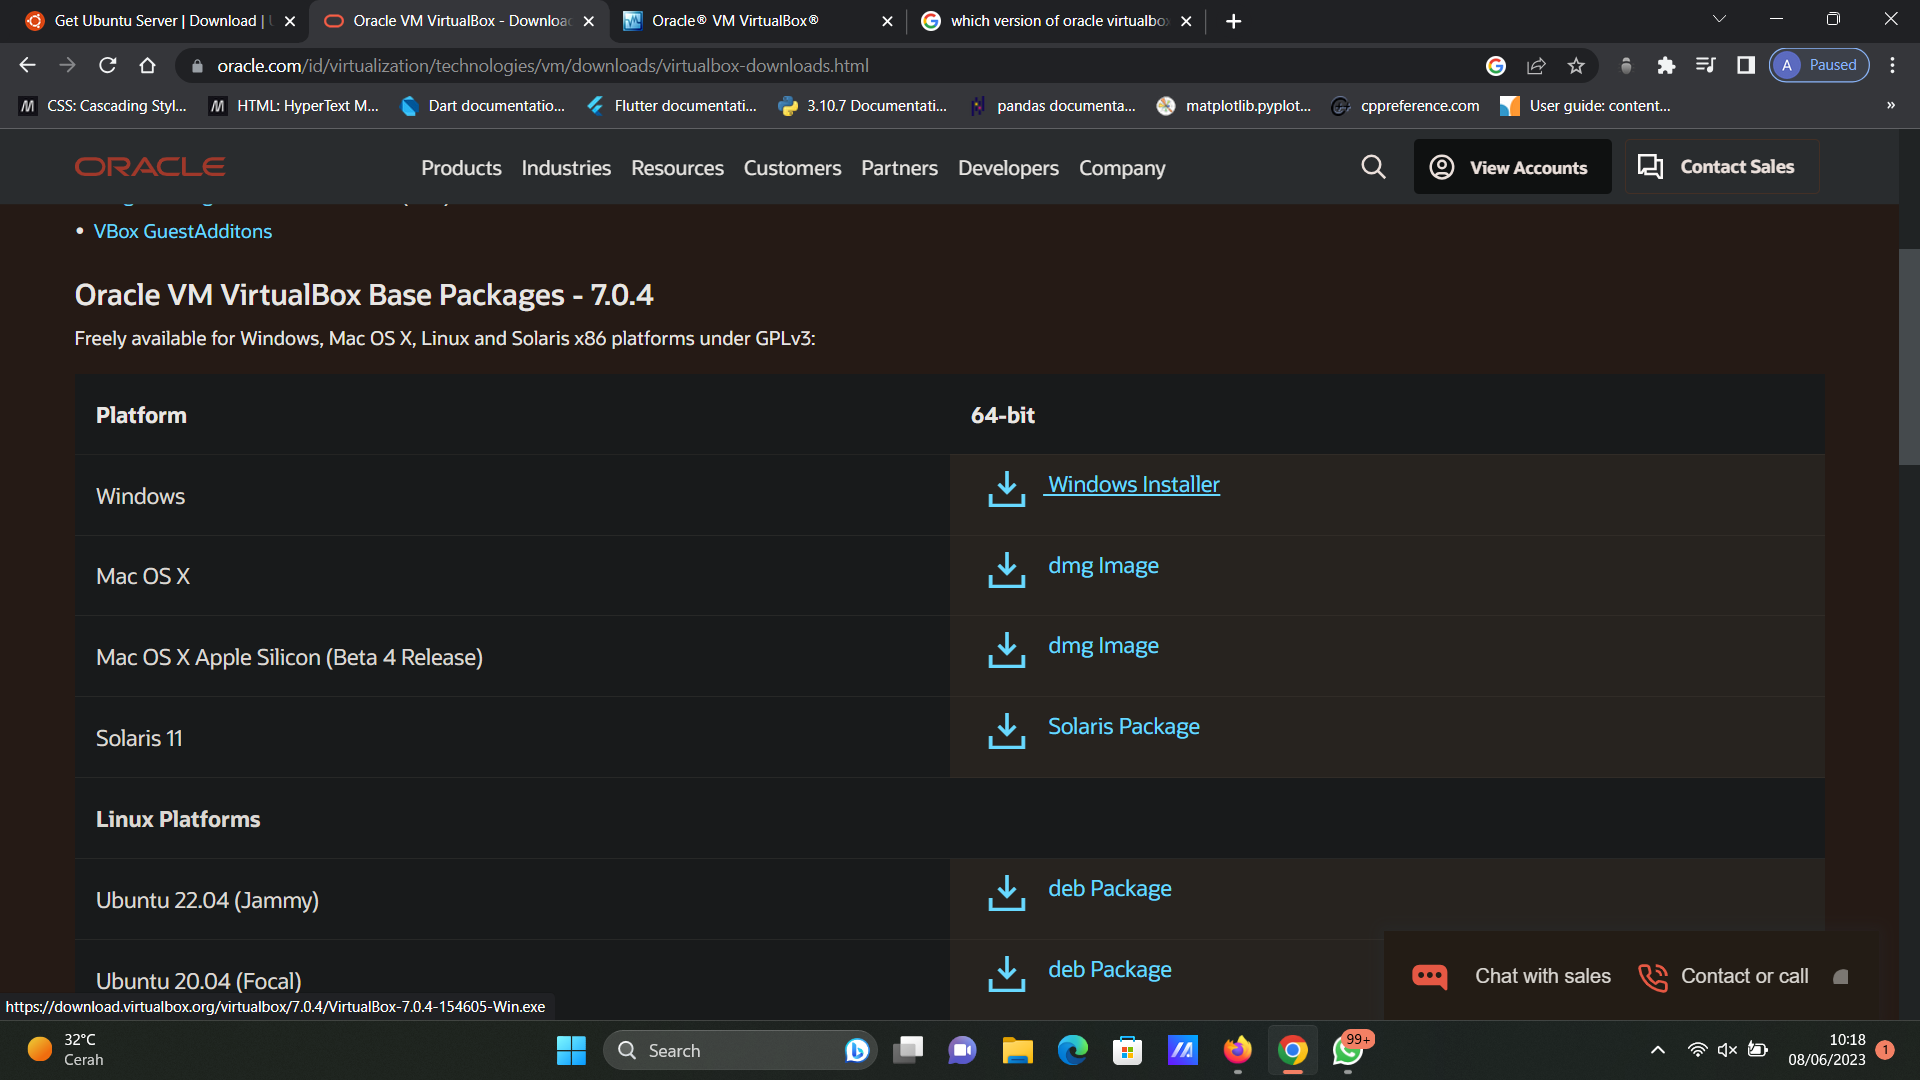 Get Ubuntu Server | Download |
Oracle VM VirtualBox - Download
Oracle® VM VirtualBox®
which version of oracle virtualbo
oracle.com/id/virtualization/technologies/vm/downloads/virtualbox-downloads.html
A Paused
CSS: Cascading Styl...
HTML: HyperText M...
Dart documentatio...
Flutter documentati...
3.10.7 Documentati...
pandas documenta...
matplotlib.pyplot...
cppreference.com
User guide: content...
»
ORACLE
Products Industries Resources Customers Partners Developers Company
View Accounts
Contact Sales
• VBox GuestAdditons
Oracle VM VirtualBox Base Packages - 7.0.4
Freely available for Windows, Mac OS X, Linux and Solaris x86 platforms under GPLv3:
Platform 64-bit
Windows Windows Installer
Mac OS X dmg Image
Mac OS X Apple Silicon (Beta 4 Release) dmg Image
Solaris 11 Solaris Package
Linux Platforms
Ubuntu 22.04 (Jammy) deb Package
Ubuntu 20.04 (Focal) deb Package
Chat with sales Contact or call
https://download.virtualbox.org/virtualbox/7.0.4/VirtualBox-7.0.4-154605-Win.exe
32°C
Cerah
Search
99+
10:18
08/06/2023
1